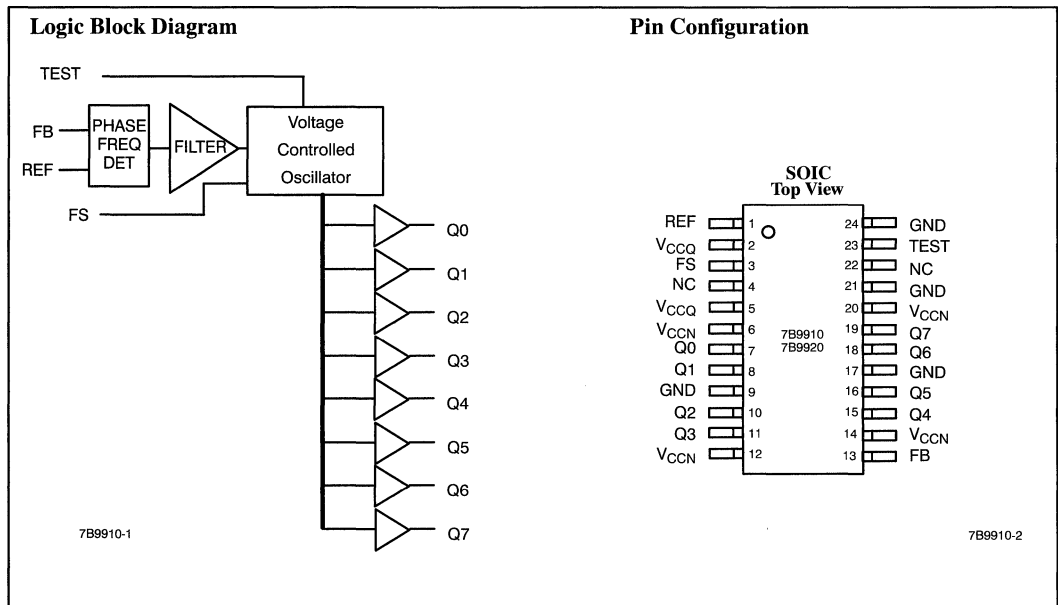 Logic Block Diagram
TEST
FB
REF
PHASE
FREQ
DET
FILTER
Voltage
Controlled
Oscillator
FS
Q0
Q1
Q2
Q3
Q4
Q5
Q6
Q7
7B9910-1
Pin Configuration
SOIC
Top View
REF 1
VCCQ 2
FS 3
NC 4
VCCQ 5
VCCN 6
Q0 7
Q1 8
GND 9
Q2 10
Q3 11
VCCN 12
7B9910
7B9920
24 GND
23 TEST
22 NC
21 GND
20 VCCN
19 Q7
18 Q6
17 GND
16 Q5
15 Q4
14 VCCN
13 FB
7B9910-2